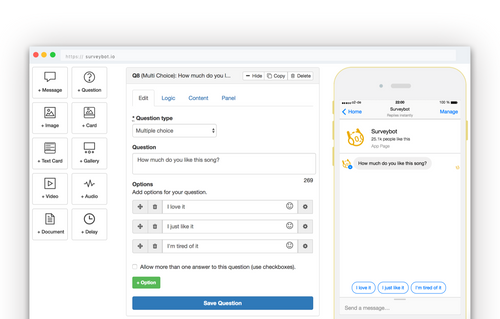 https:// surveybot.io
+ Message
+ Question
+ Image
+ Card
+ Text Card
+ Gallery
+ Video
+ Audio
+ Document
+ Delay
Q8 (Multi Choice): How much do you l...
Hide
Copy
Delete
Edit
Logic
Content
Panel
* Question type
Multiple choice
Question
How much do you like this song?
269
Options
Add options for your question.
I love it
I just like it
I'm tired of it
Allow more than one answer to this question (use checkboxes).
+ Option
Save Question
22:00
100 %
Home
Surveybot
Replies instantly
Manage
Surveybot
26.1k people like this
App Page
How much do you like this song?
I love it
I just like it
I'm tired of it
Send a message...